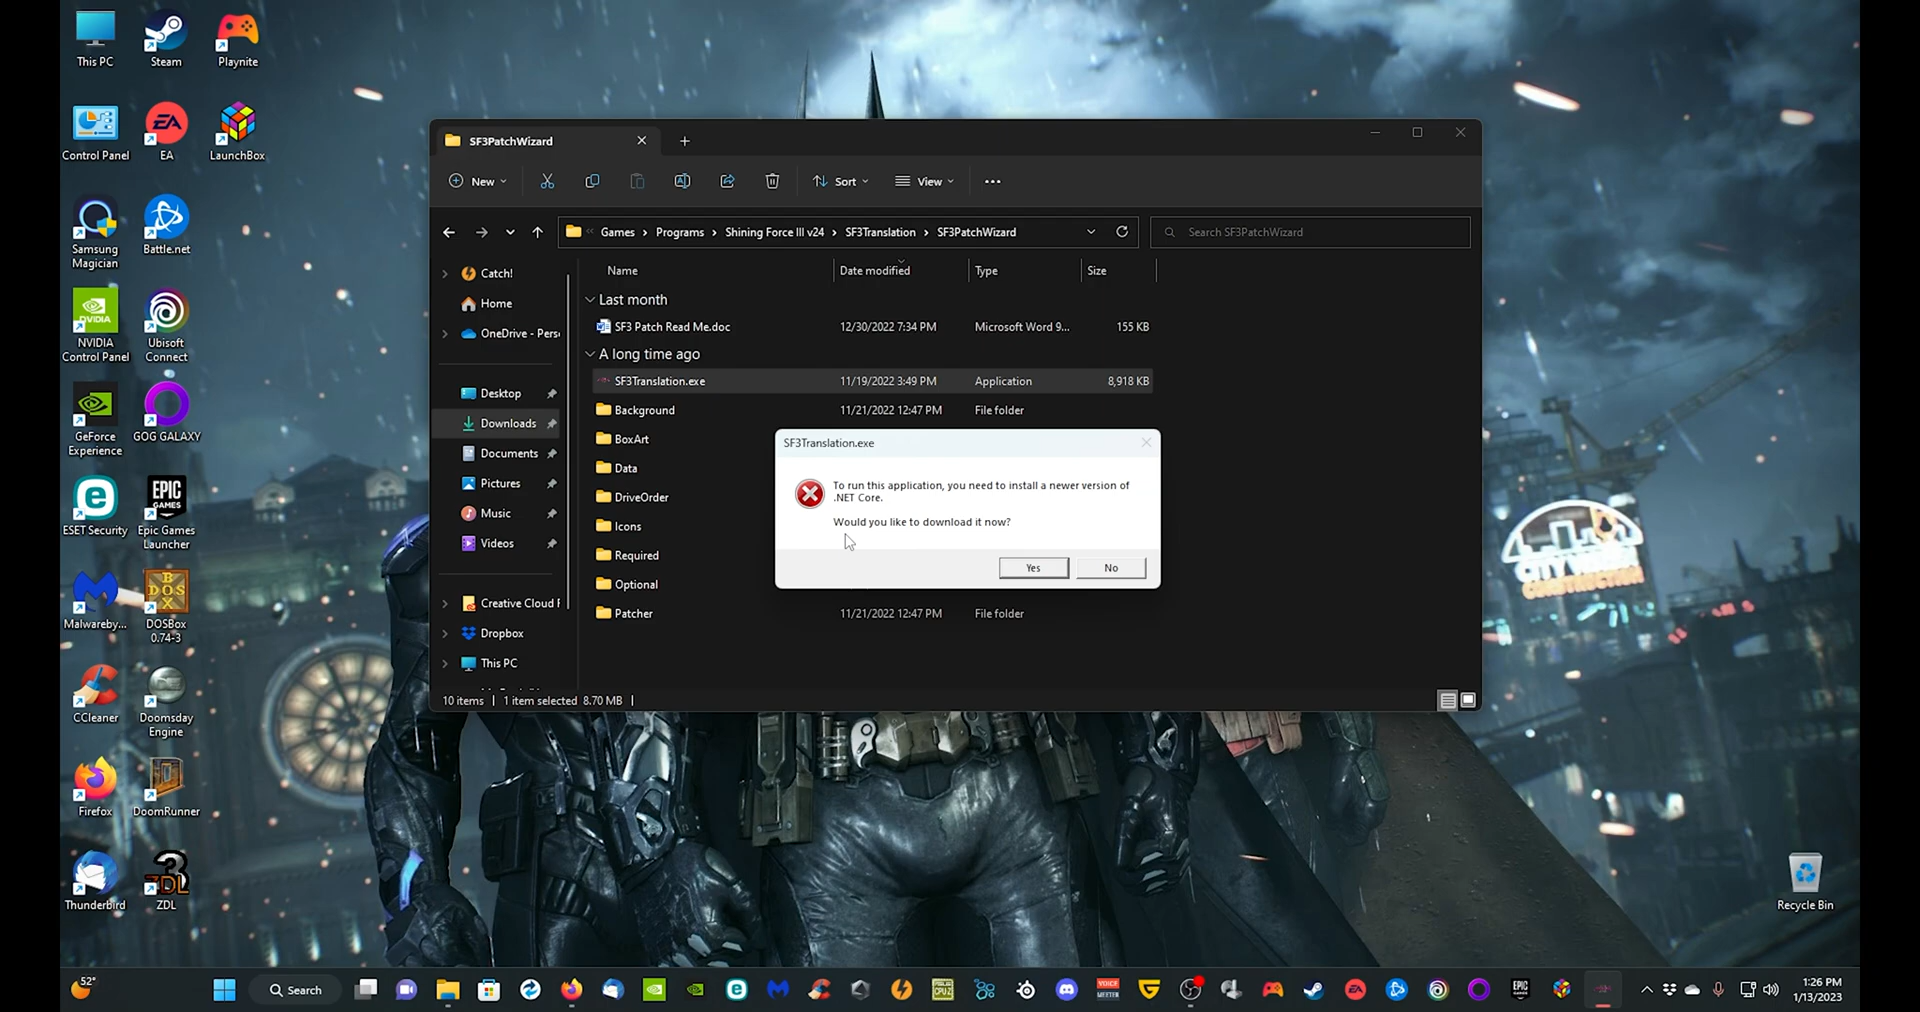 This PC
Steam
Playnite
Control Panel
EA
LaunchBox
Samsung
Magician
Battle.net
NVIDIA
NVIDIA
Control Panel
Ubisoft
Connect
GeForce
Experience
GOG GALAXY
ESET Security
EPIC
GAMES
Epic Games
Launcher
Malwareby...
DOSBox
0.74-3
CCleaner
Doomsday
Engine
Firefox
DoomRunner
Thunderbird
ZDL
SF3PatchWizard
New
Sort
View
Games > Programs > Shining Force III v24 > SF3Translation > SF3PatchWizard
Search SF3PatchWizard
Catch!
Home
OneDrive - Pers
Desktop
Downloads
Documents
Pictures
Music
Videos
Creative Cloud F
Dropbox
This PC
Name Date modified Type Size
Last month
SF3 Patch Read Me.doc 12/30/2022 7:34 PM Microsoft Word 9... 155 KB
A long time ago
SF3Translation.exe 11/19/2022 3:49 PM Application 8,918 KB
Background 11/21/2022 12:47 PM File folder
BoxArt
Data
DriveOrder
Icons
Required
Optional
Patcher 11/21/2022 12:47 PM File folder
10 items 1 item selected 8.70 MB
SF3Translation.exe
To run this application, you need to install a newer version of
.NET Core.
Would you like to download it now?
Yes No
CONSTRUCTION
Recycle Bin
52°
Search
1:26 PM
1/13/2023